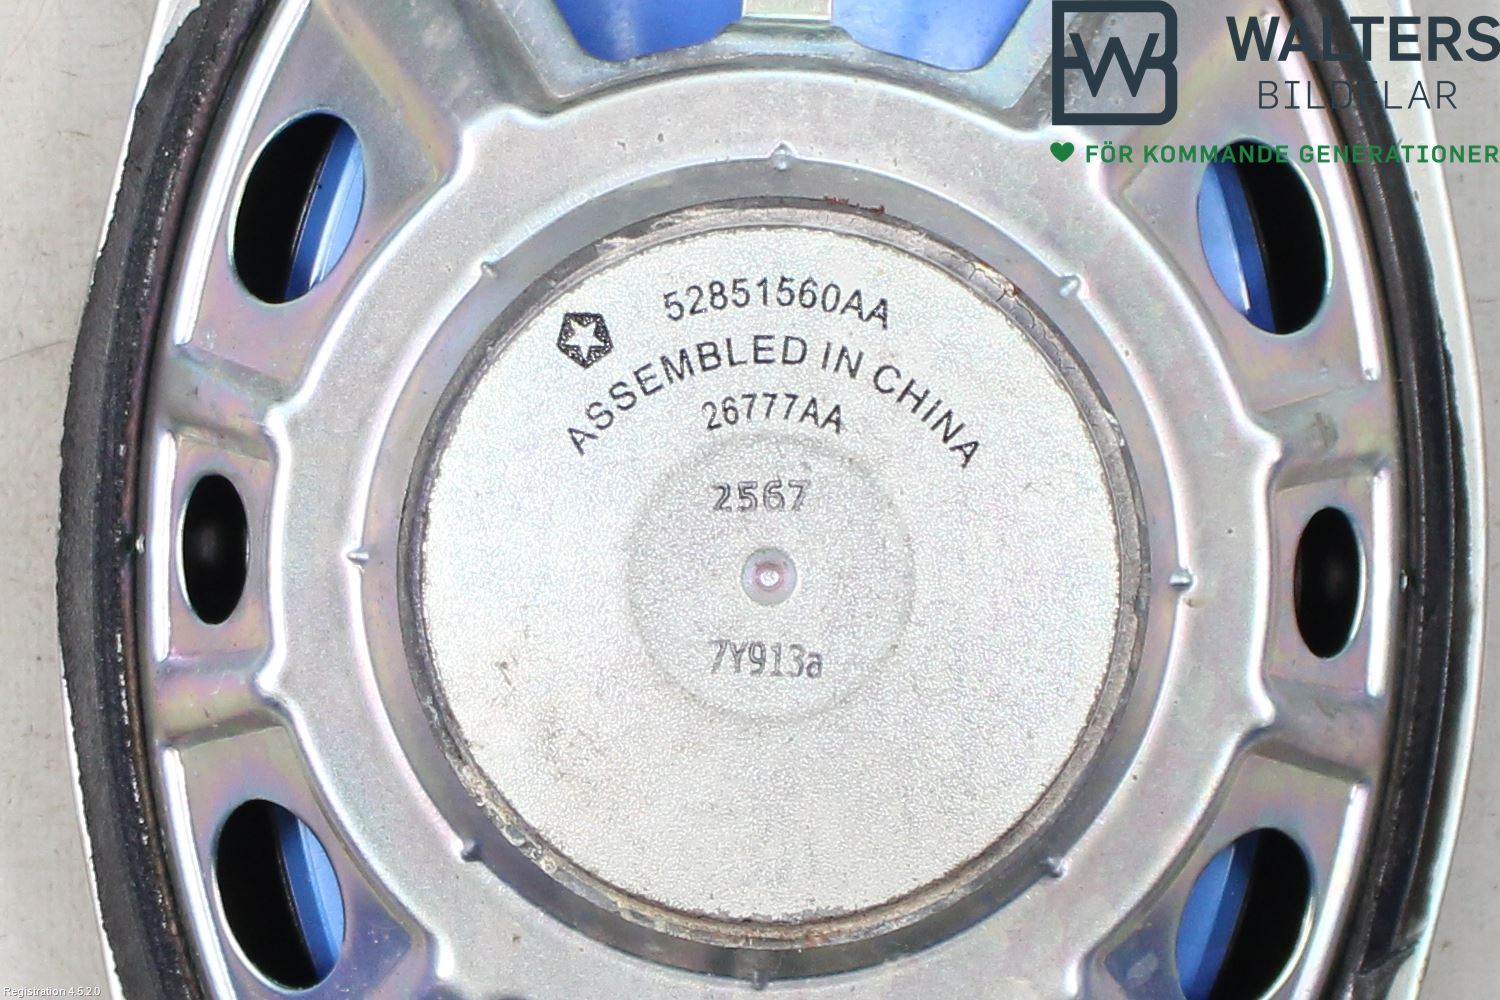 WALTERS
BILDELAR
FÖR KOMMANDE GENERATIONER
52851560AA
ASSEMBLED IN CHINA
26777AA
2567
7Y913a
Registration 4.5.2.0